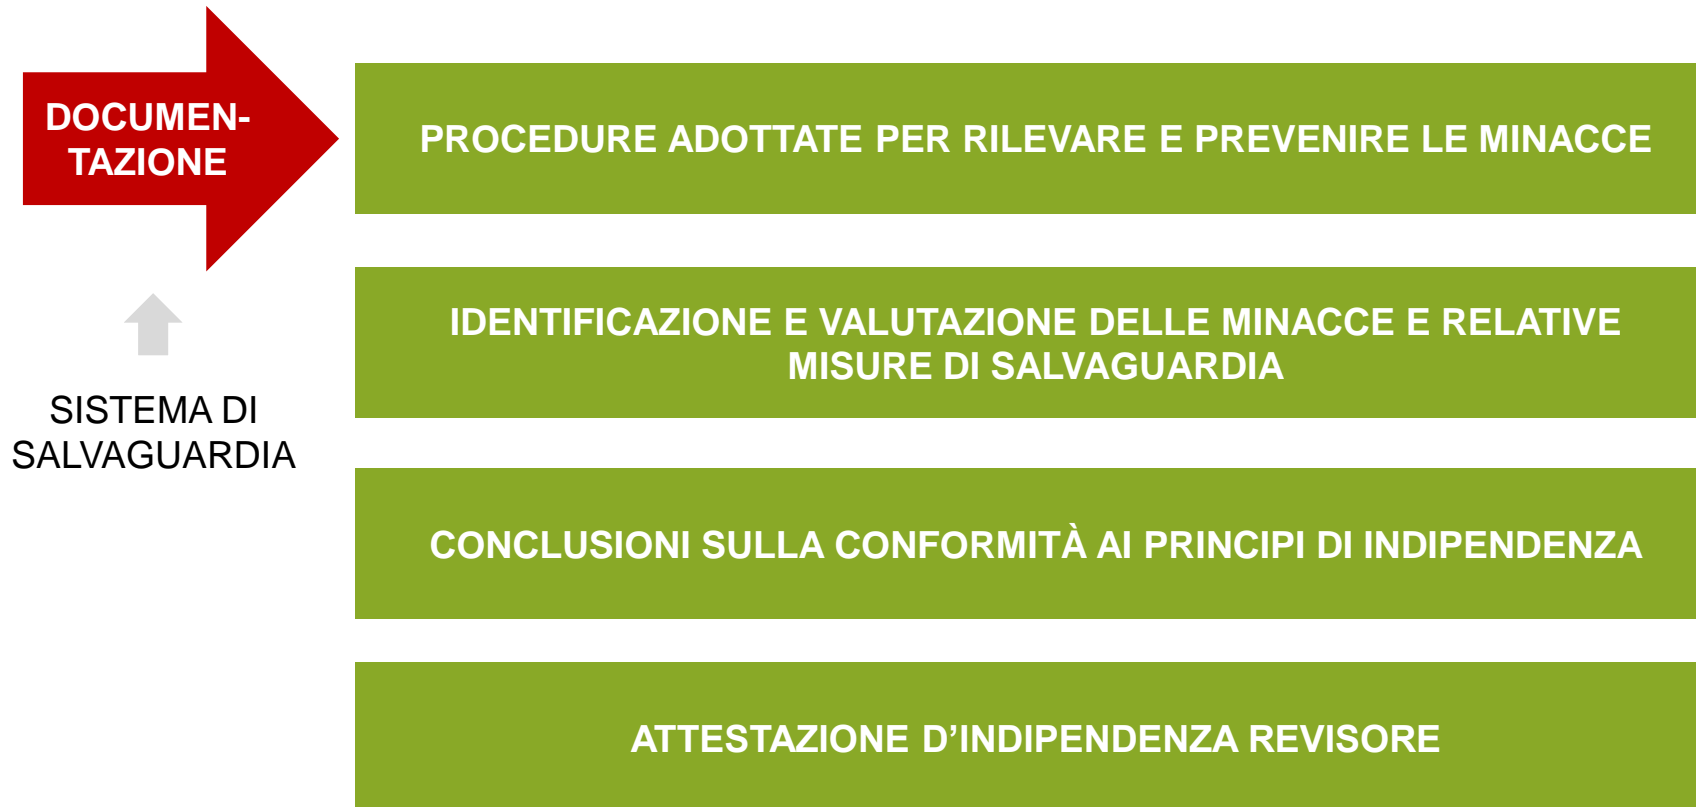 DOCUMEN-
TAZIONE
SISTEMA DI
SALVAGUARDIA
PROCEDURE ADOTTATE PER RILEVARE E PREVENIRE LE MINACCE
IDENTIFICAZIONE E VALUTAZIONE DELLE MINACCE E RELATIVE
MISURE DI SALVAGUARDIA
CONCLUSIONI SULLA CONFORMITÀ AI PRINCIPI DI INDIPENDENZA
ATTESTAZIONE D’INDIPENDENZA REVISORE